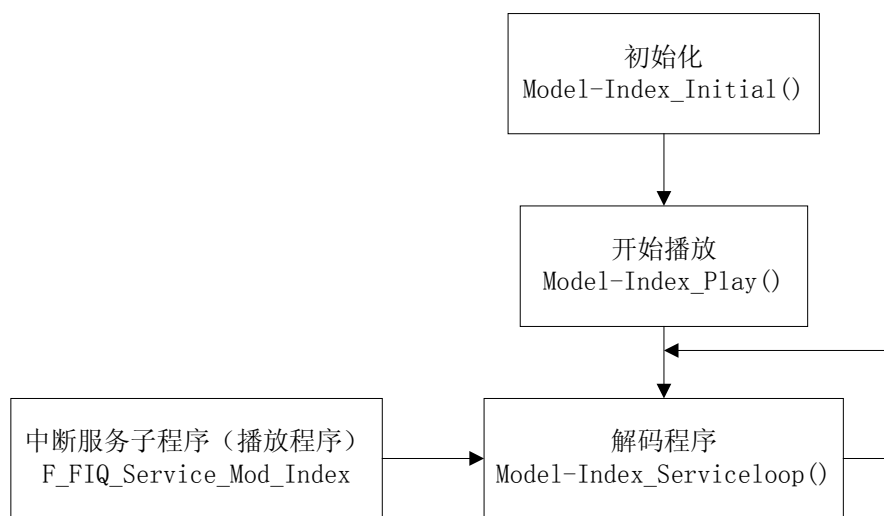 初始化
Model-Index_Initial()
开始播放
Model-Index_Play()
中断服务子程序（播放程序）
F_FIQ_Service_Mod_Index
解码程序
Model-Index_Serviceloop()